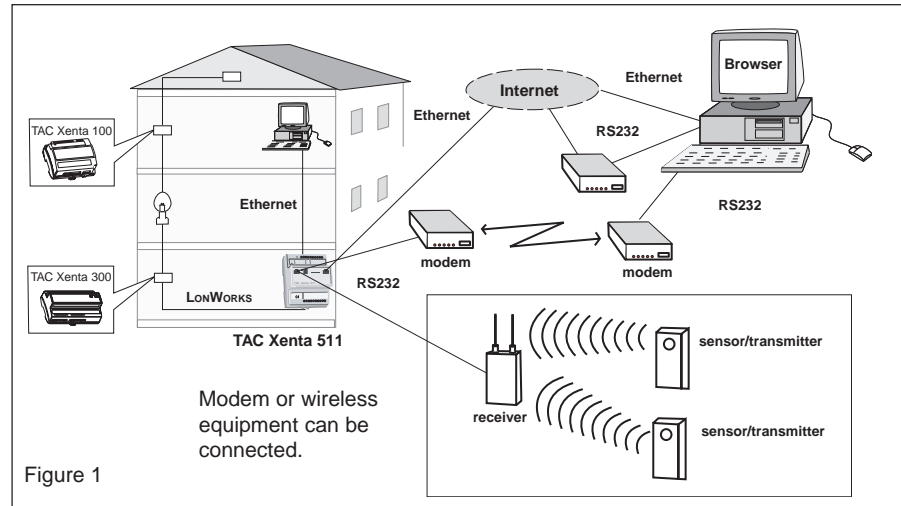 Browser
Ethernet
Internet
Ethernet
RS232
TAC Xenta 100
Ethernet
RS232
modem
modem
TAC Xenta 300
LONWORKS
RS232
TAC Xenta 511
sensor/transmitter
receiver
sensor/transmitter
Modem or wireless
equipment can be
connected.
Figure 1